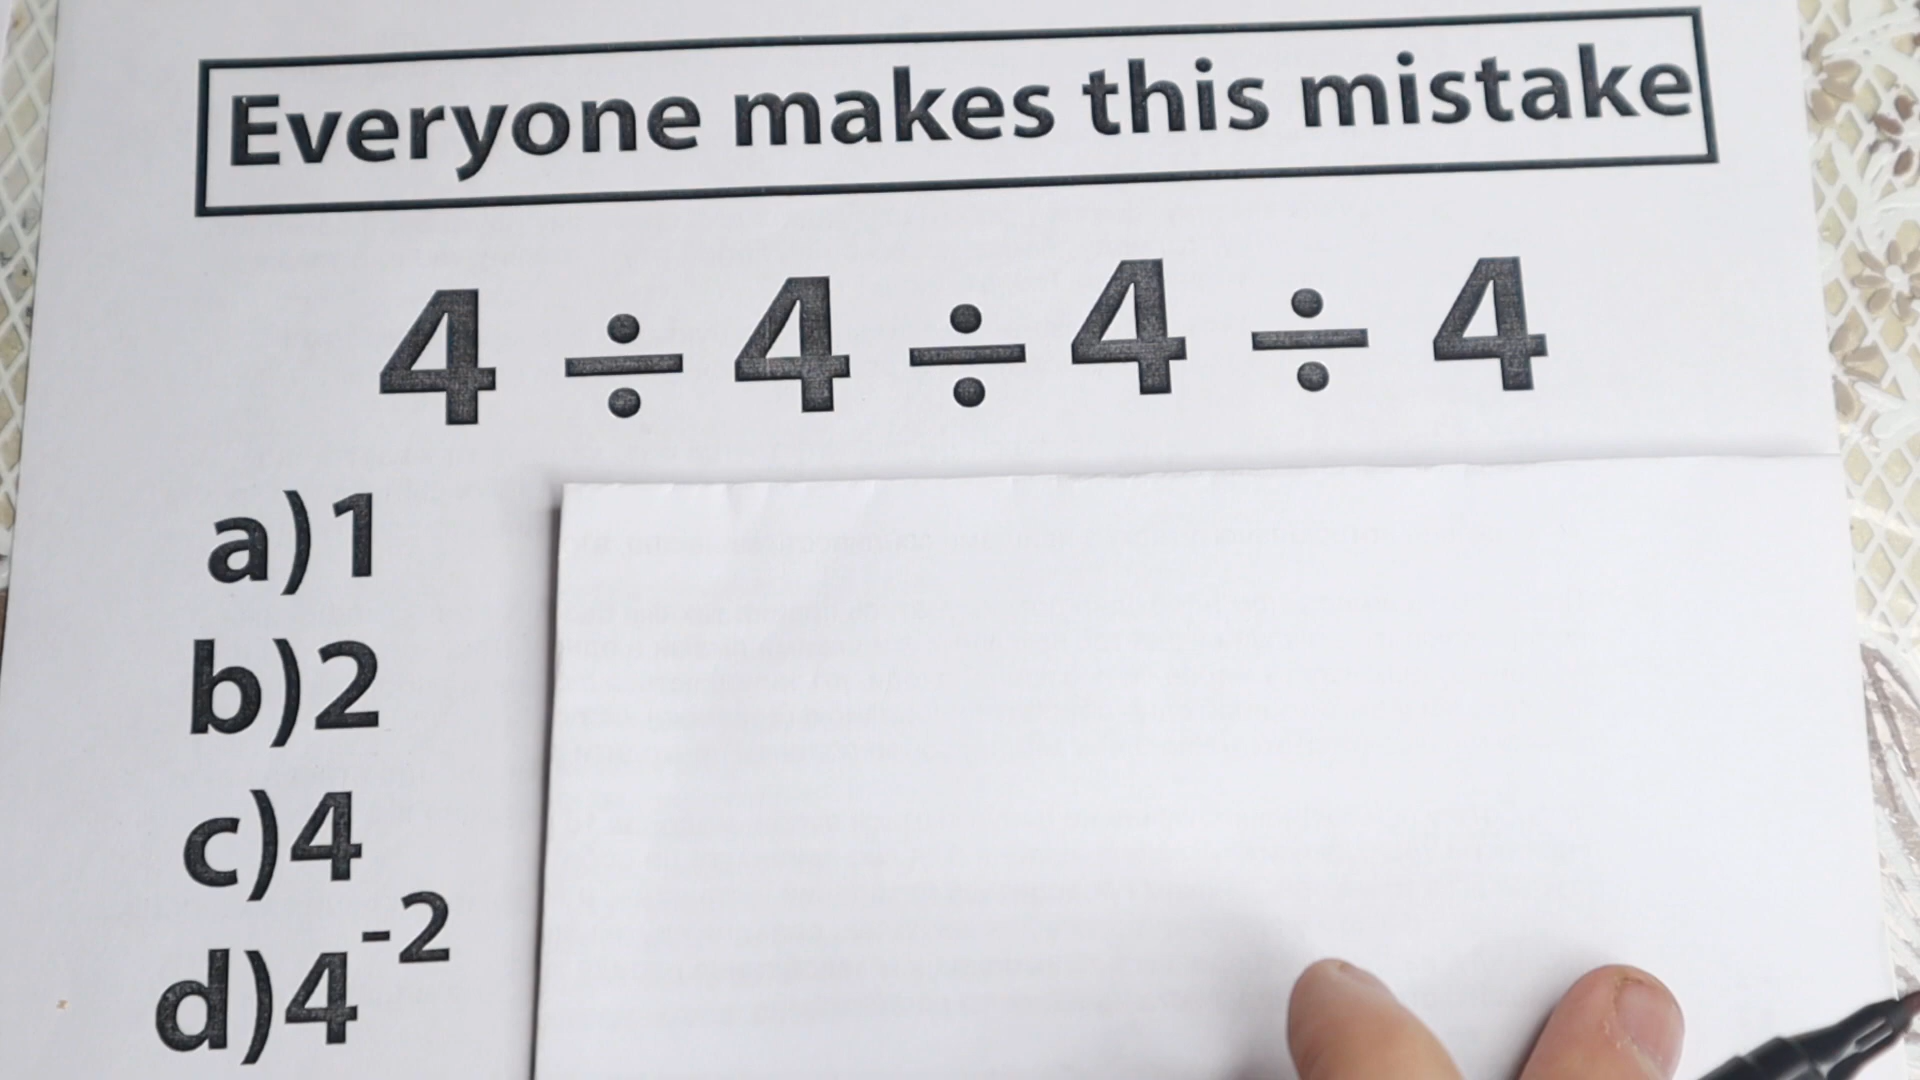 Everyone makes this mistake
4 ÷ 4 ÷ 4 ÷ 4
a) 1
b) 2
c) 4
d) 4⁻²